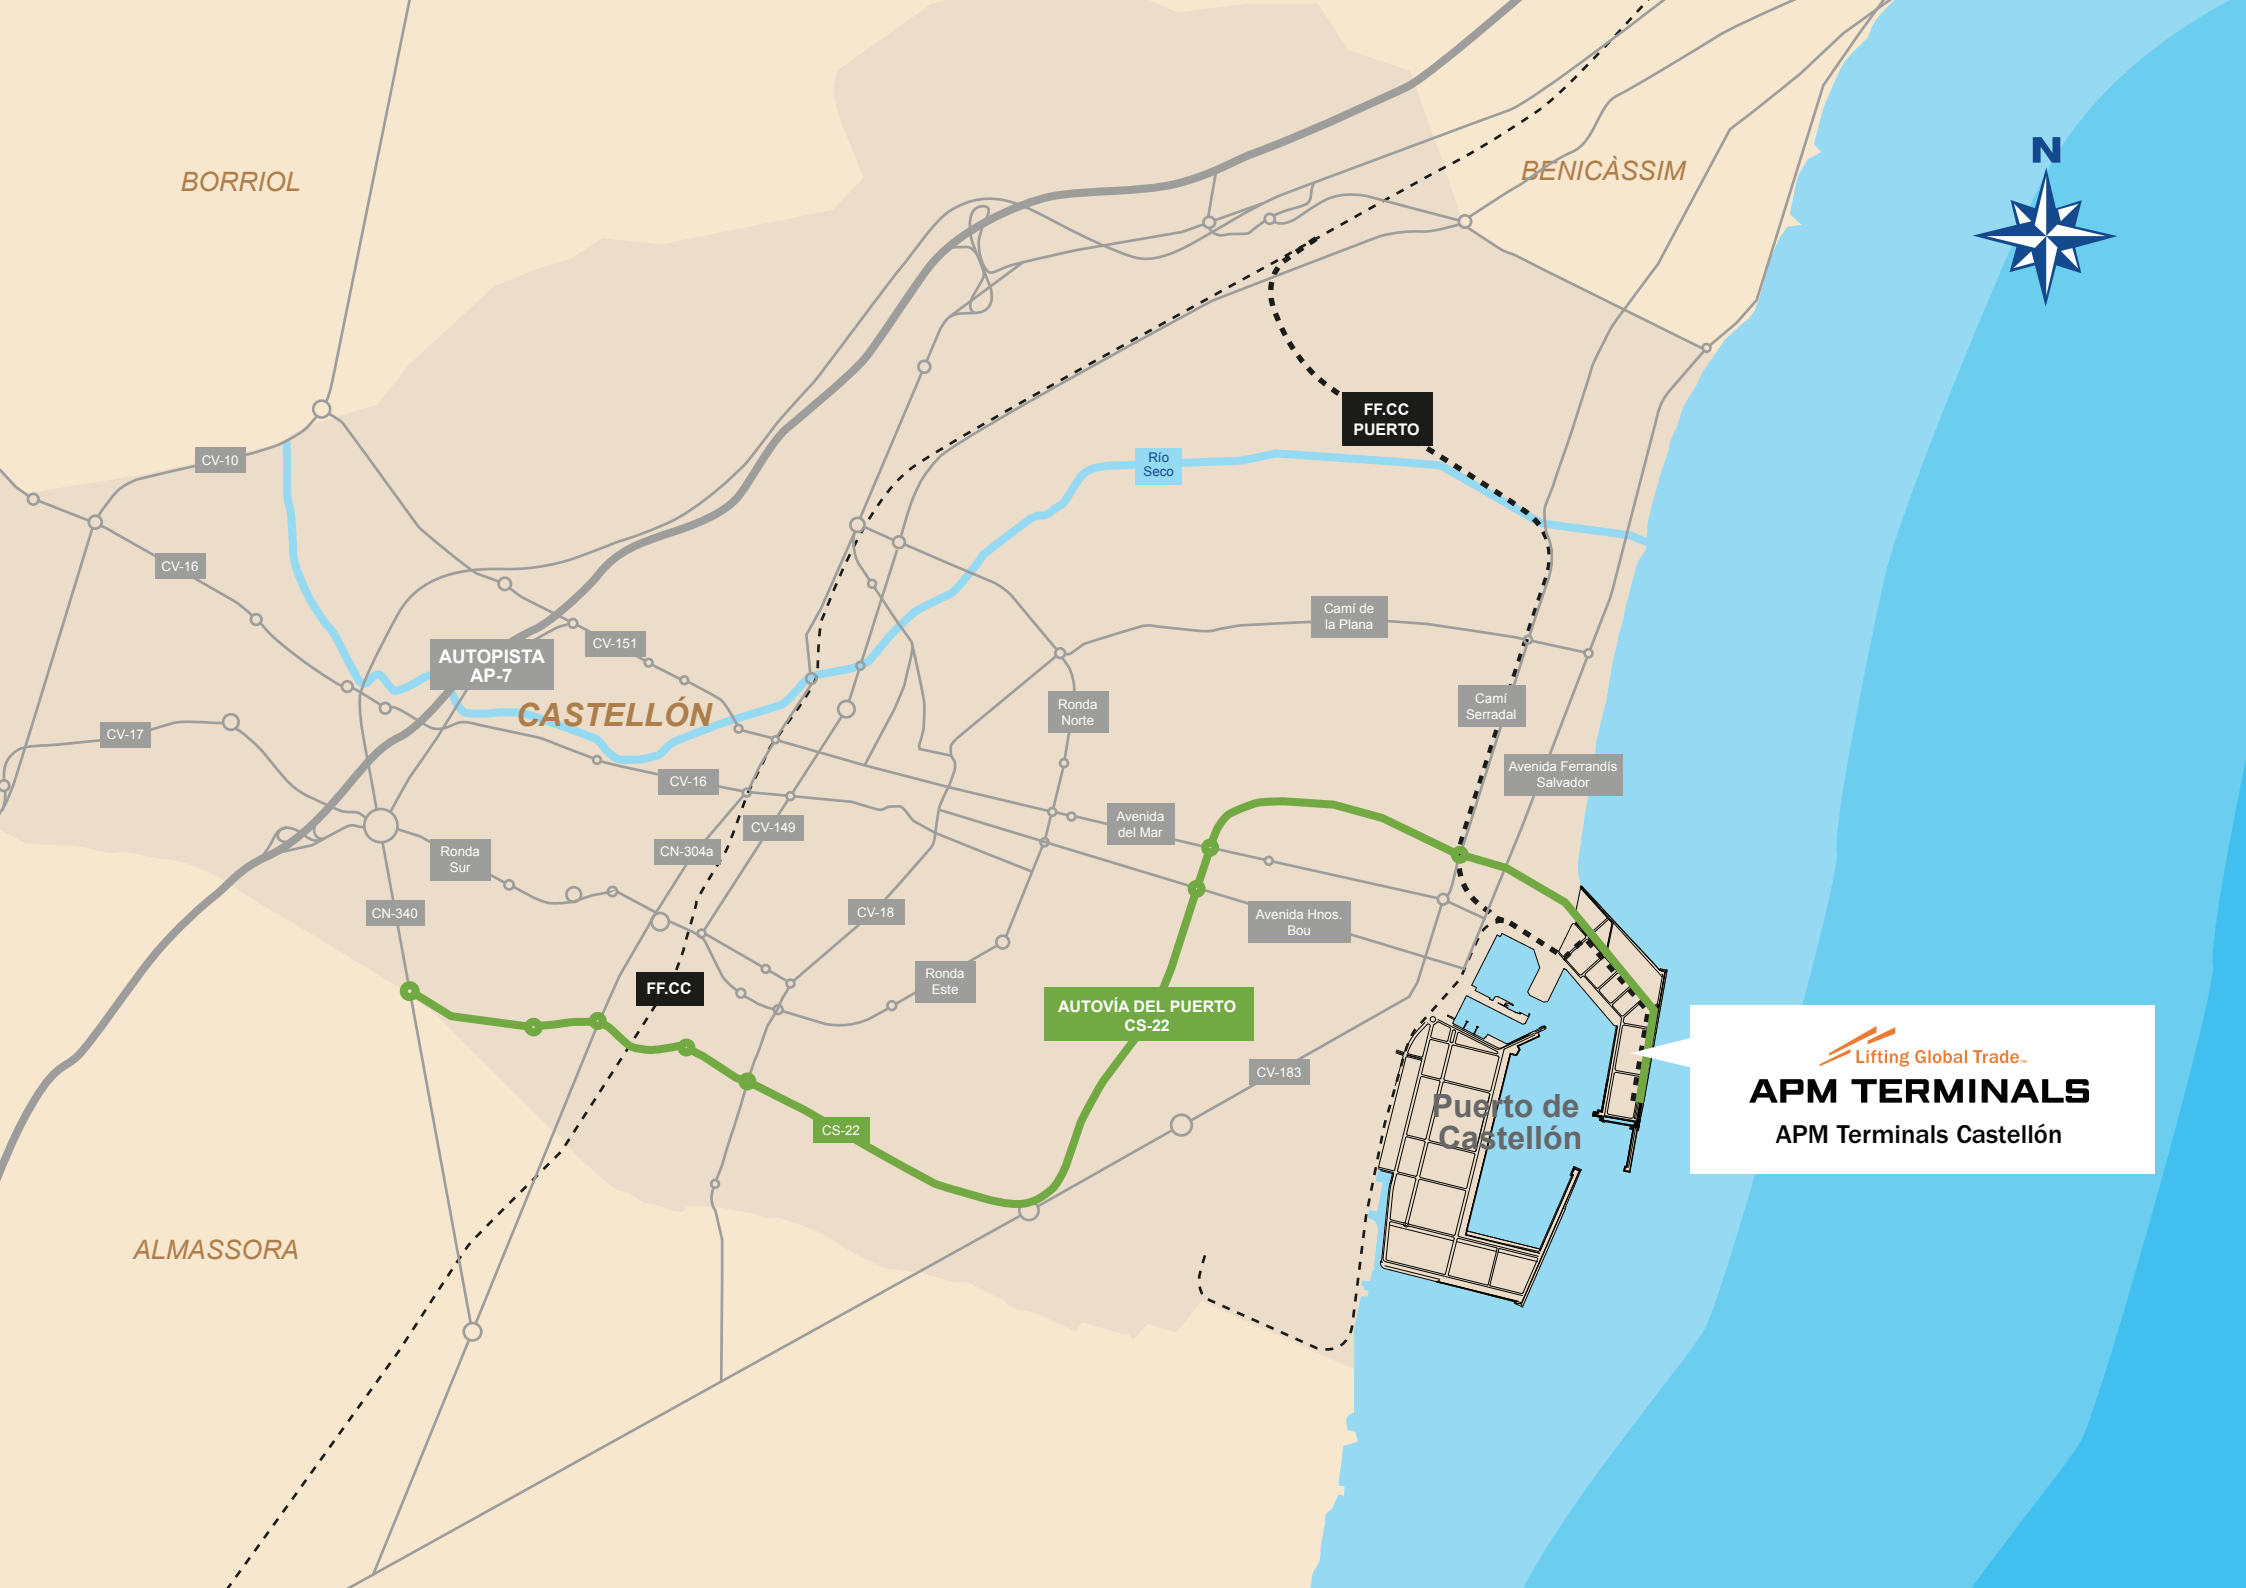 N
BORRIOL
BENICÀSSIM
FF.CC
PUERTO
CV-10
Río
Seco
CV-16
Camí de
la Plana
CV-151
AUTOPISTA
AP-7
CASTELLÓN
Ronda
Norte
Camí
Serradal
CV-17
CV-16
Avenida Ferrandis
Salvador
Avenida
del Mar
CV-149
CN-304a
Ronda
Sur
CN-340
CV-18
Avenida Hnos.
Bou
Ronda
Este
FF.CC
AUTOVÍA DEL PUERTO
CS-22
CV-183
Lifting Global Trade™
APM TERMINALS
APM Terminals Castellón
Puerto de
Castellón
CS-22
ALMASSORA